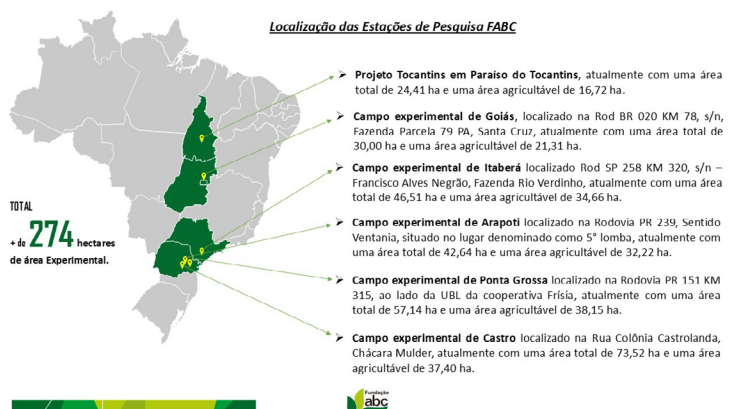 Localização das Estações de Pesquisa FABC
Projeto Tocantins em Paraíso do Tocantins, atualmente com uma área
total de 24,41 ha e uma área agricultável de 16,72 ha.
Campo experimental de Goiás, localizado na Rod BR 020 KM 78, s/n,
Fazenda Parcela 79 PA, Santa Cruz, atualmente com uma área total de
30,00 ha e uma área agricultável de 21,31 ha.
Campo experimental de Itaberá localizado Rod SP 258 KM 320, s/n –
Francisco Alves Negrão, Fazenda Rio Verdinho, atualmente com uma área
total de 46,51 ha e uma área agricultável de 34,66 ha.
TOTAL
+ de 274 hectares
de área Experimental.
Campo experimental de Arapoti localizado na Rodovia PR 239, Sentido
Ventania, situado no lugar denominado como 5° lomba, atualmente com
uma área total de 42,64 ha e uma área agricultável de 32,22 ha.
Campo experimental de Ponta Grossa localizado na Rodovia PR 151 KM
315, ao lado da UBL da cooperativa Frísia, atualmente com uma área
total de 57,14 ha e uma área agricultável de 38,15 ha.
Campo experimental de Castro localizado na Rua Colônia Castrolanda,
Chácara Mulder, atualmente com uma área total de 73,52 ha e uma área
agricultável de 37,40 ha.
Fundação
abc